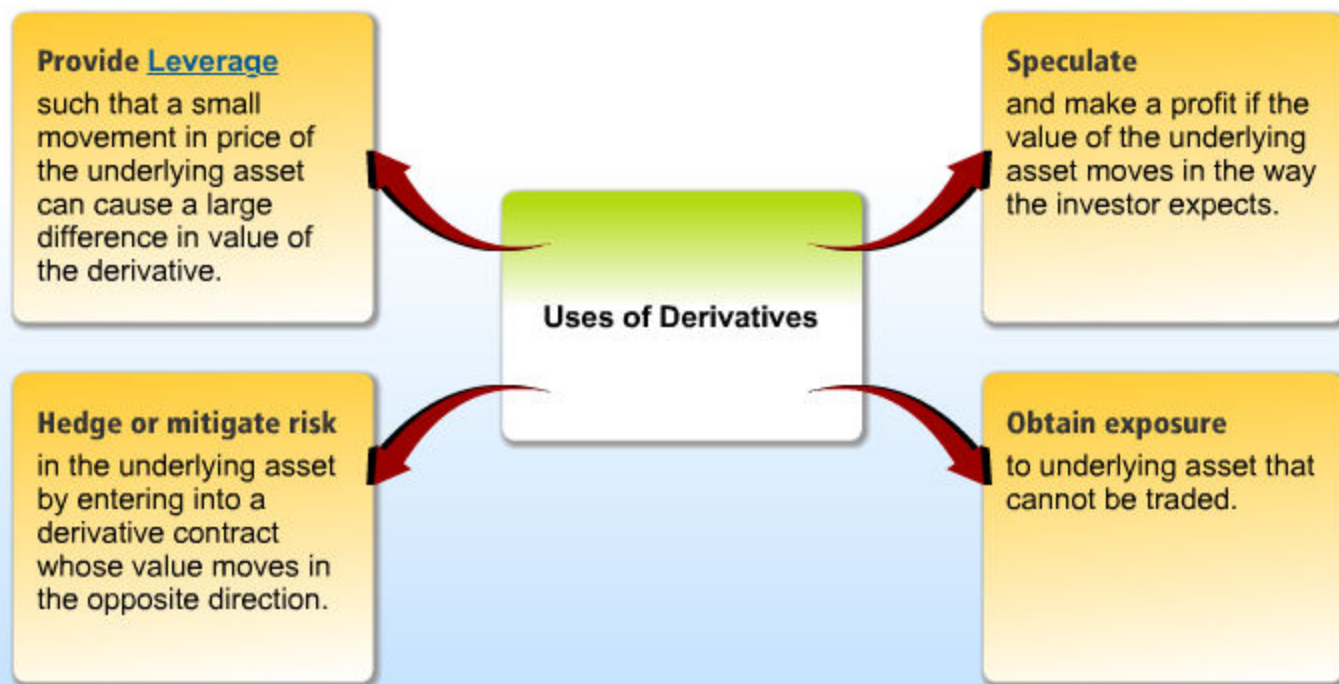 Provide Leverage
such that a small
movement in price of
the underlying asset
can cause a large
difference in value of
the derivative.
Speculate
and make a profit if the
value of the underlying
asset moves in the way
the investor expects.
Uses of Derivatives
Hedge or mitigate risk
in the underlying asset
by entering into a
derivative contract
whose value moves in
the opposite direction.
Obtain exposure
to underlying asset that
cannot be traded.